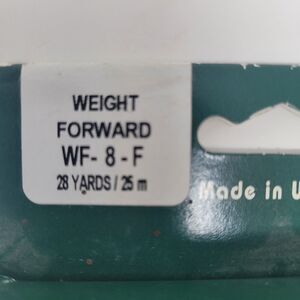 WEIGHT
FORWARD
WF- 8 - F
28 YARDS / 25 m
Made in U